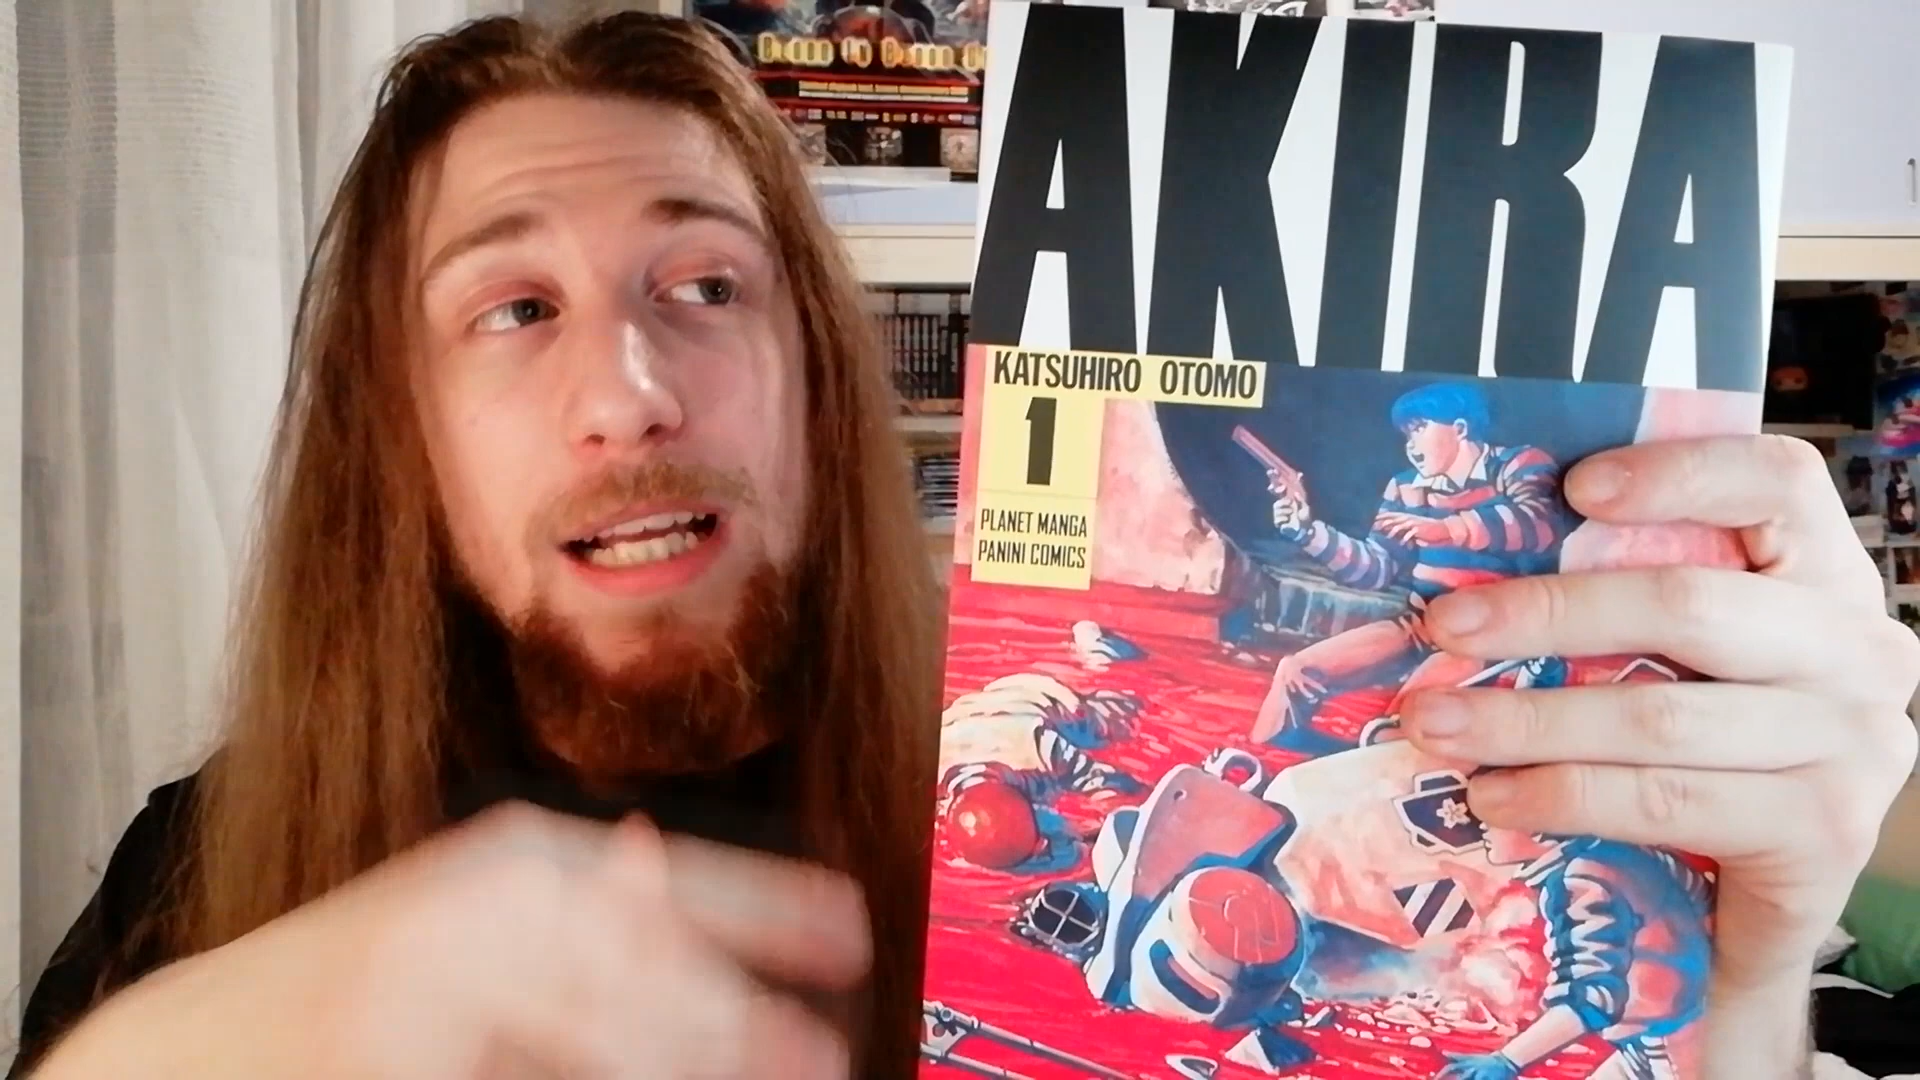 AKIRA
KATSUHIRO OTOMO
1
PLANET MANGA
PANINI COMICS